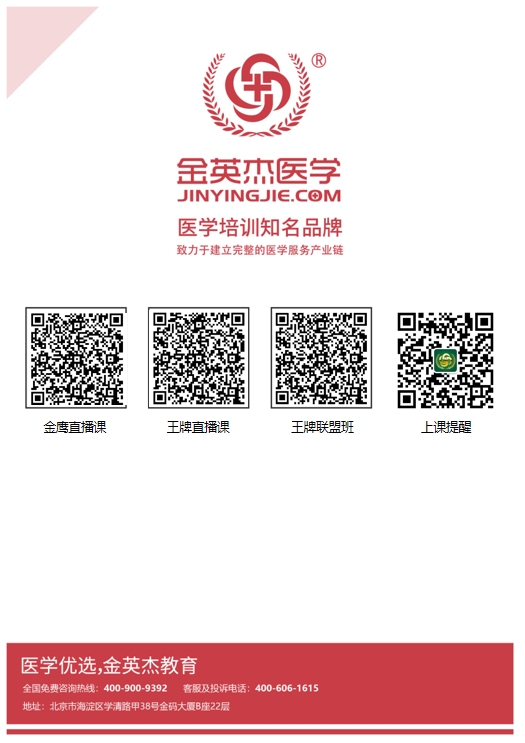 ®
金英杰医学
JINYINGJIE.COM
医学培训知名品牌
致力于建立完整的医学服务产业链
金鹰直播课 王牌直播课 王牌联盟班 上课提醒
医学优选,金英杰教育
全国免费咨询热线：400-900-9392 客服及投诉电话：400-606-1615
地址：北京市海淀区学清路甲38号金码大厦B座22层